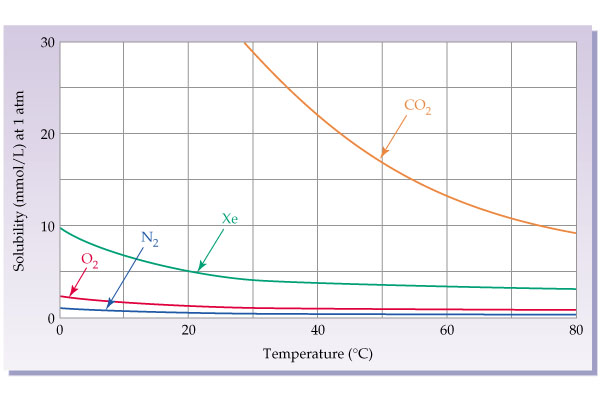 Solubility (mmol/L) at 1 atm
30
20
10
0
CO₂
Xe
N₂
O₂
0 20 40 60 80
Temperature (°C)